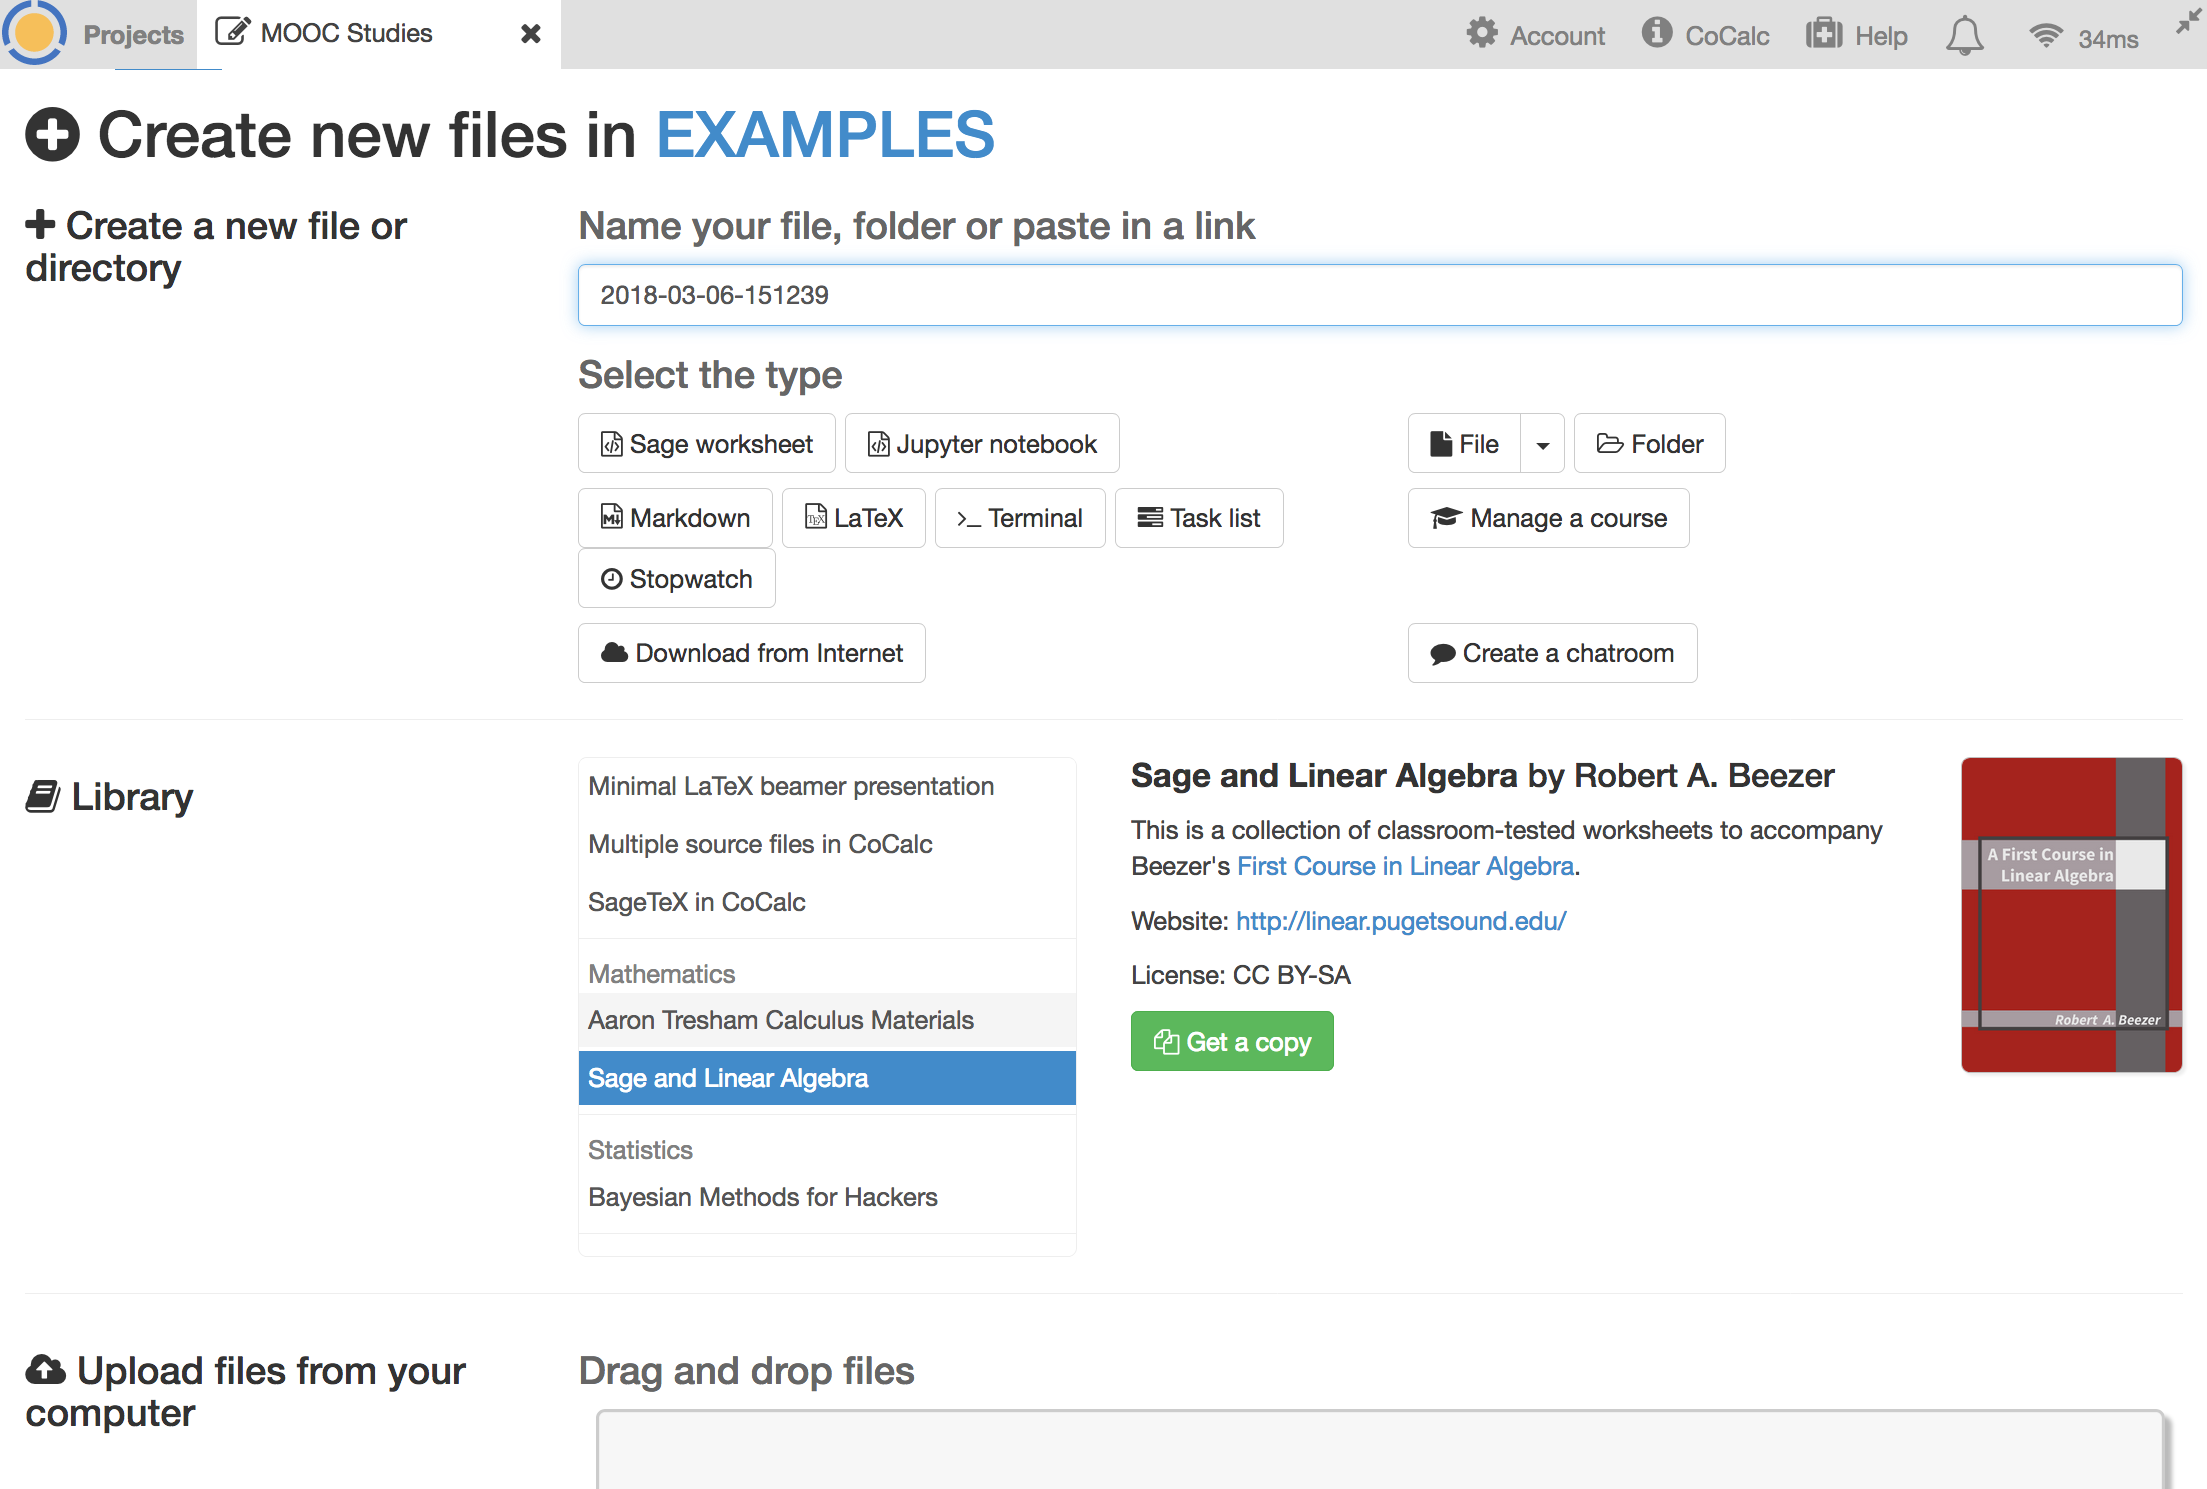 Projects
MOOC Studies
Account
CoCalc
Help
34ms
Create new files in EXAMPLES
Create a new file or
directory
Name your file, folder or paste in a link
2018-03-06-151239
Select the type
Sage worksheet
Jupyter notebook
File
Folder
Markdown
LaTeX
Terminal
Task list
Manage a course
Stopwatch
Download from Internet
Create a chatroom
Library
Minimal LaTeX beamer presentation
Multiple source files in CoCalc
SageTeX in CoCalc
Mathematics
Aaron Tresham Calculus Materials
Sage and Linear Algebra
Statistics
Bayesian Methods for Hackers
Sage and Linear Algebra by Robert A. Beezer
This is a collection of classroom-tested worksheets to accompany
Beezer's First Course in Linear Algebra.
Website: http://linear.pugetsound.edu/
License: CC BY-SA
Get a copy
A First Course in
Linear Algebra
Robert A. Beezer
Upload files from your
computer
Drag and drop files